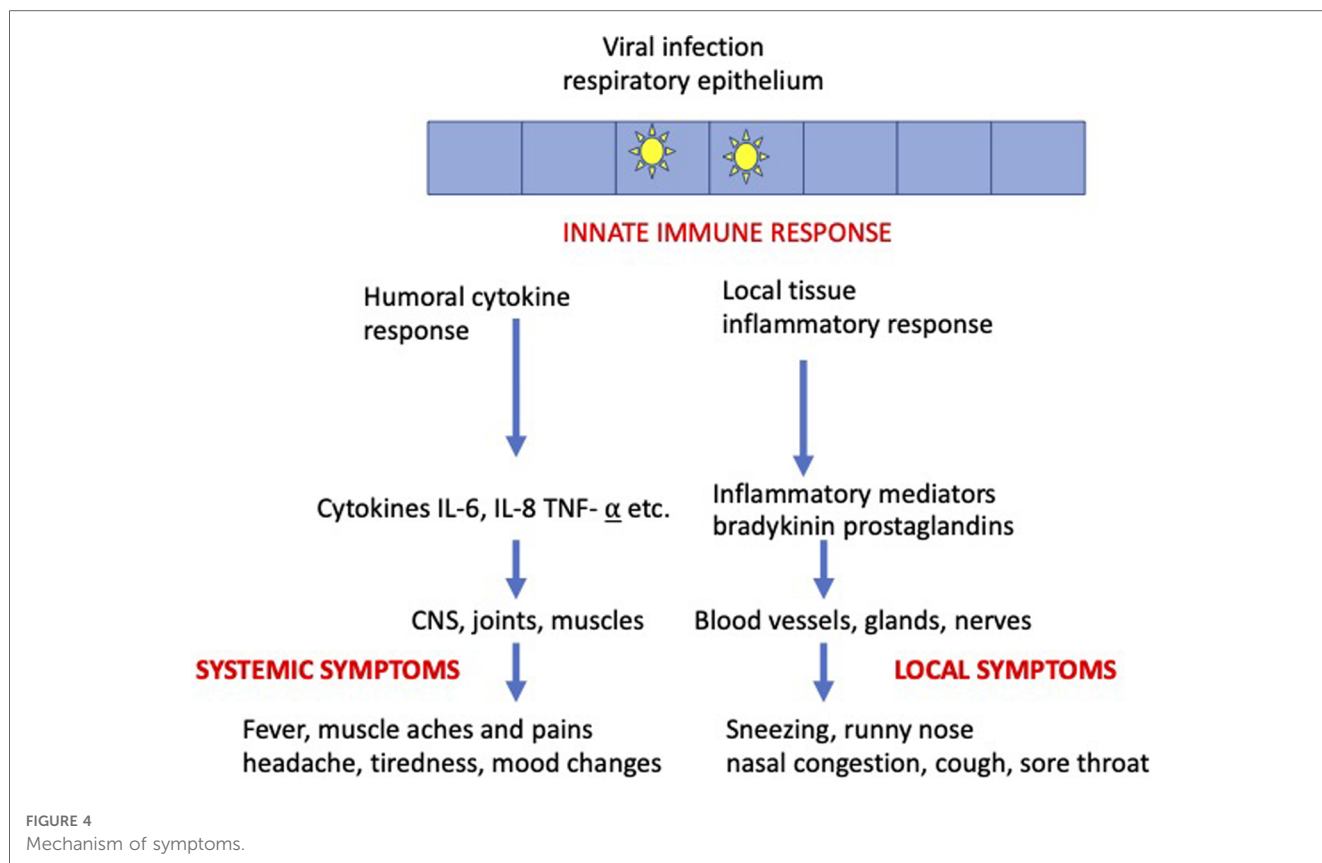 Viral infection
respiratory epithelium
INNATE IMMUNE RESPONSE
Humoral cytokine
response
Local tissue
inflammatory response
Cytokines IL-6, IL-8 TNF- α etc.
Inflammatory mediators
bradykinin prostaglandins
CNS, joints, muscles
Blood vessels, glands, nerves
SYSTEMIC SYMPTOMS
LOCAL SYMPTOMS
Fever, muscle aches and pains
headache, tiredness, mood changes
Sneezing, runny nose
nasal congestion, cough, sore throat
FIGURE 4
Mechanism of symptoms.